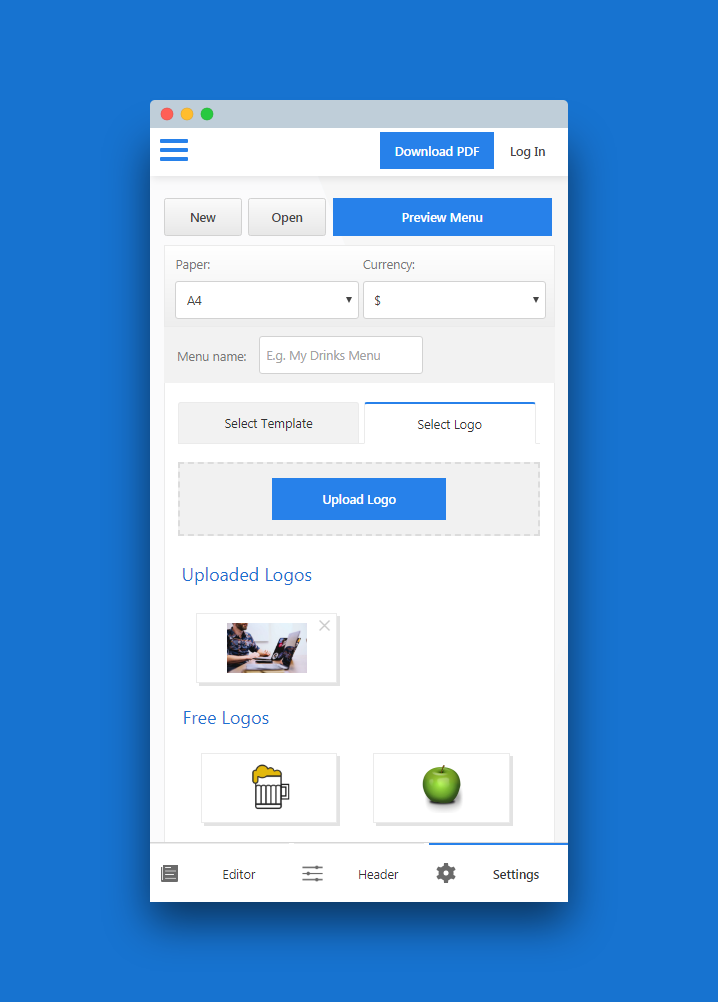 Download PDF Log In
New Open Preview Menu
Paper: Currency:
A4 $
Menu name: E.g. My Drinks Menu
Select Template Select Logo
Upload Logo
Uploaded Logos
Free Logos
Editor Header Settings